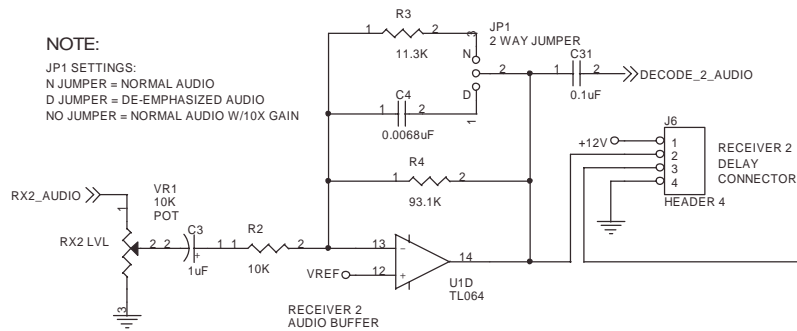 NOTE:
JP1 SETTINGS:
N JUMPER = NORMAL AUDIO
D JUMPER = DE-EMPHASIZED AUDIO
NO JUMPER = NORMAL AUDIO W/10X GAIN
R3
1 2
11.3K
JP1
2 WAY JUMPER
3
N
2
D
1
C4
1 2
0.0068uF
C31
1 2
0.1uF
DECODE_2_AUDIO
J6
+12V
1
2
3
4
HEADER 4
RECEIVER 2
DELAY
CONNECTOR
R4
1 2
93.1K
RX2_AUDIO
VR1
10K
POT
1
RX2 LVL
2
3
C3
2 1
+
1uF
R2
1 2
10K
13
-
VREF
12
+
14
U1D
TL064
RECEIVER 2
AUDIO BUFFER